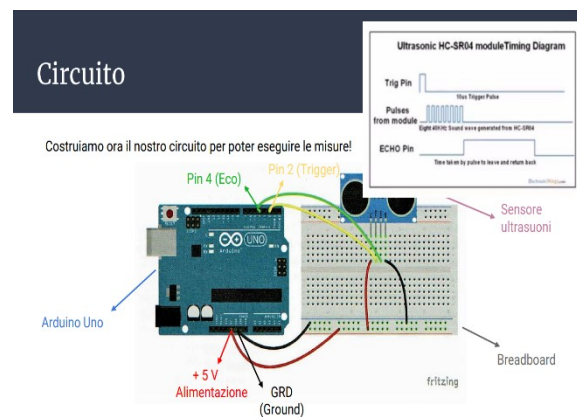 Circuito
Ultrasonic HC-SR04 moduleTiming Diagram
Trig Pin
10us Trigger Pulse
Pulses
from module
Eight 40KHz Sound wave generated from HC-SR04
ECHO Pin
Time taken by pulse to leave and return back
Costruiamo ora il nostro circuito per poter eseguire le misure!
Pin 2 (Trigger)
Pin 4 (Eco)
Sensore
ultrasuoni
UNO
Arduino Uno
Breadboard
+ 5 V
Alimentazione
GRD
(Ground)
fritzing